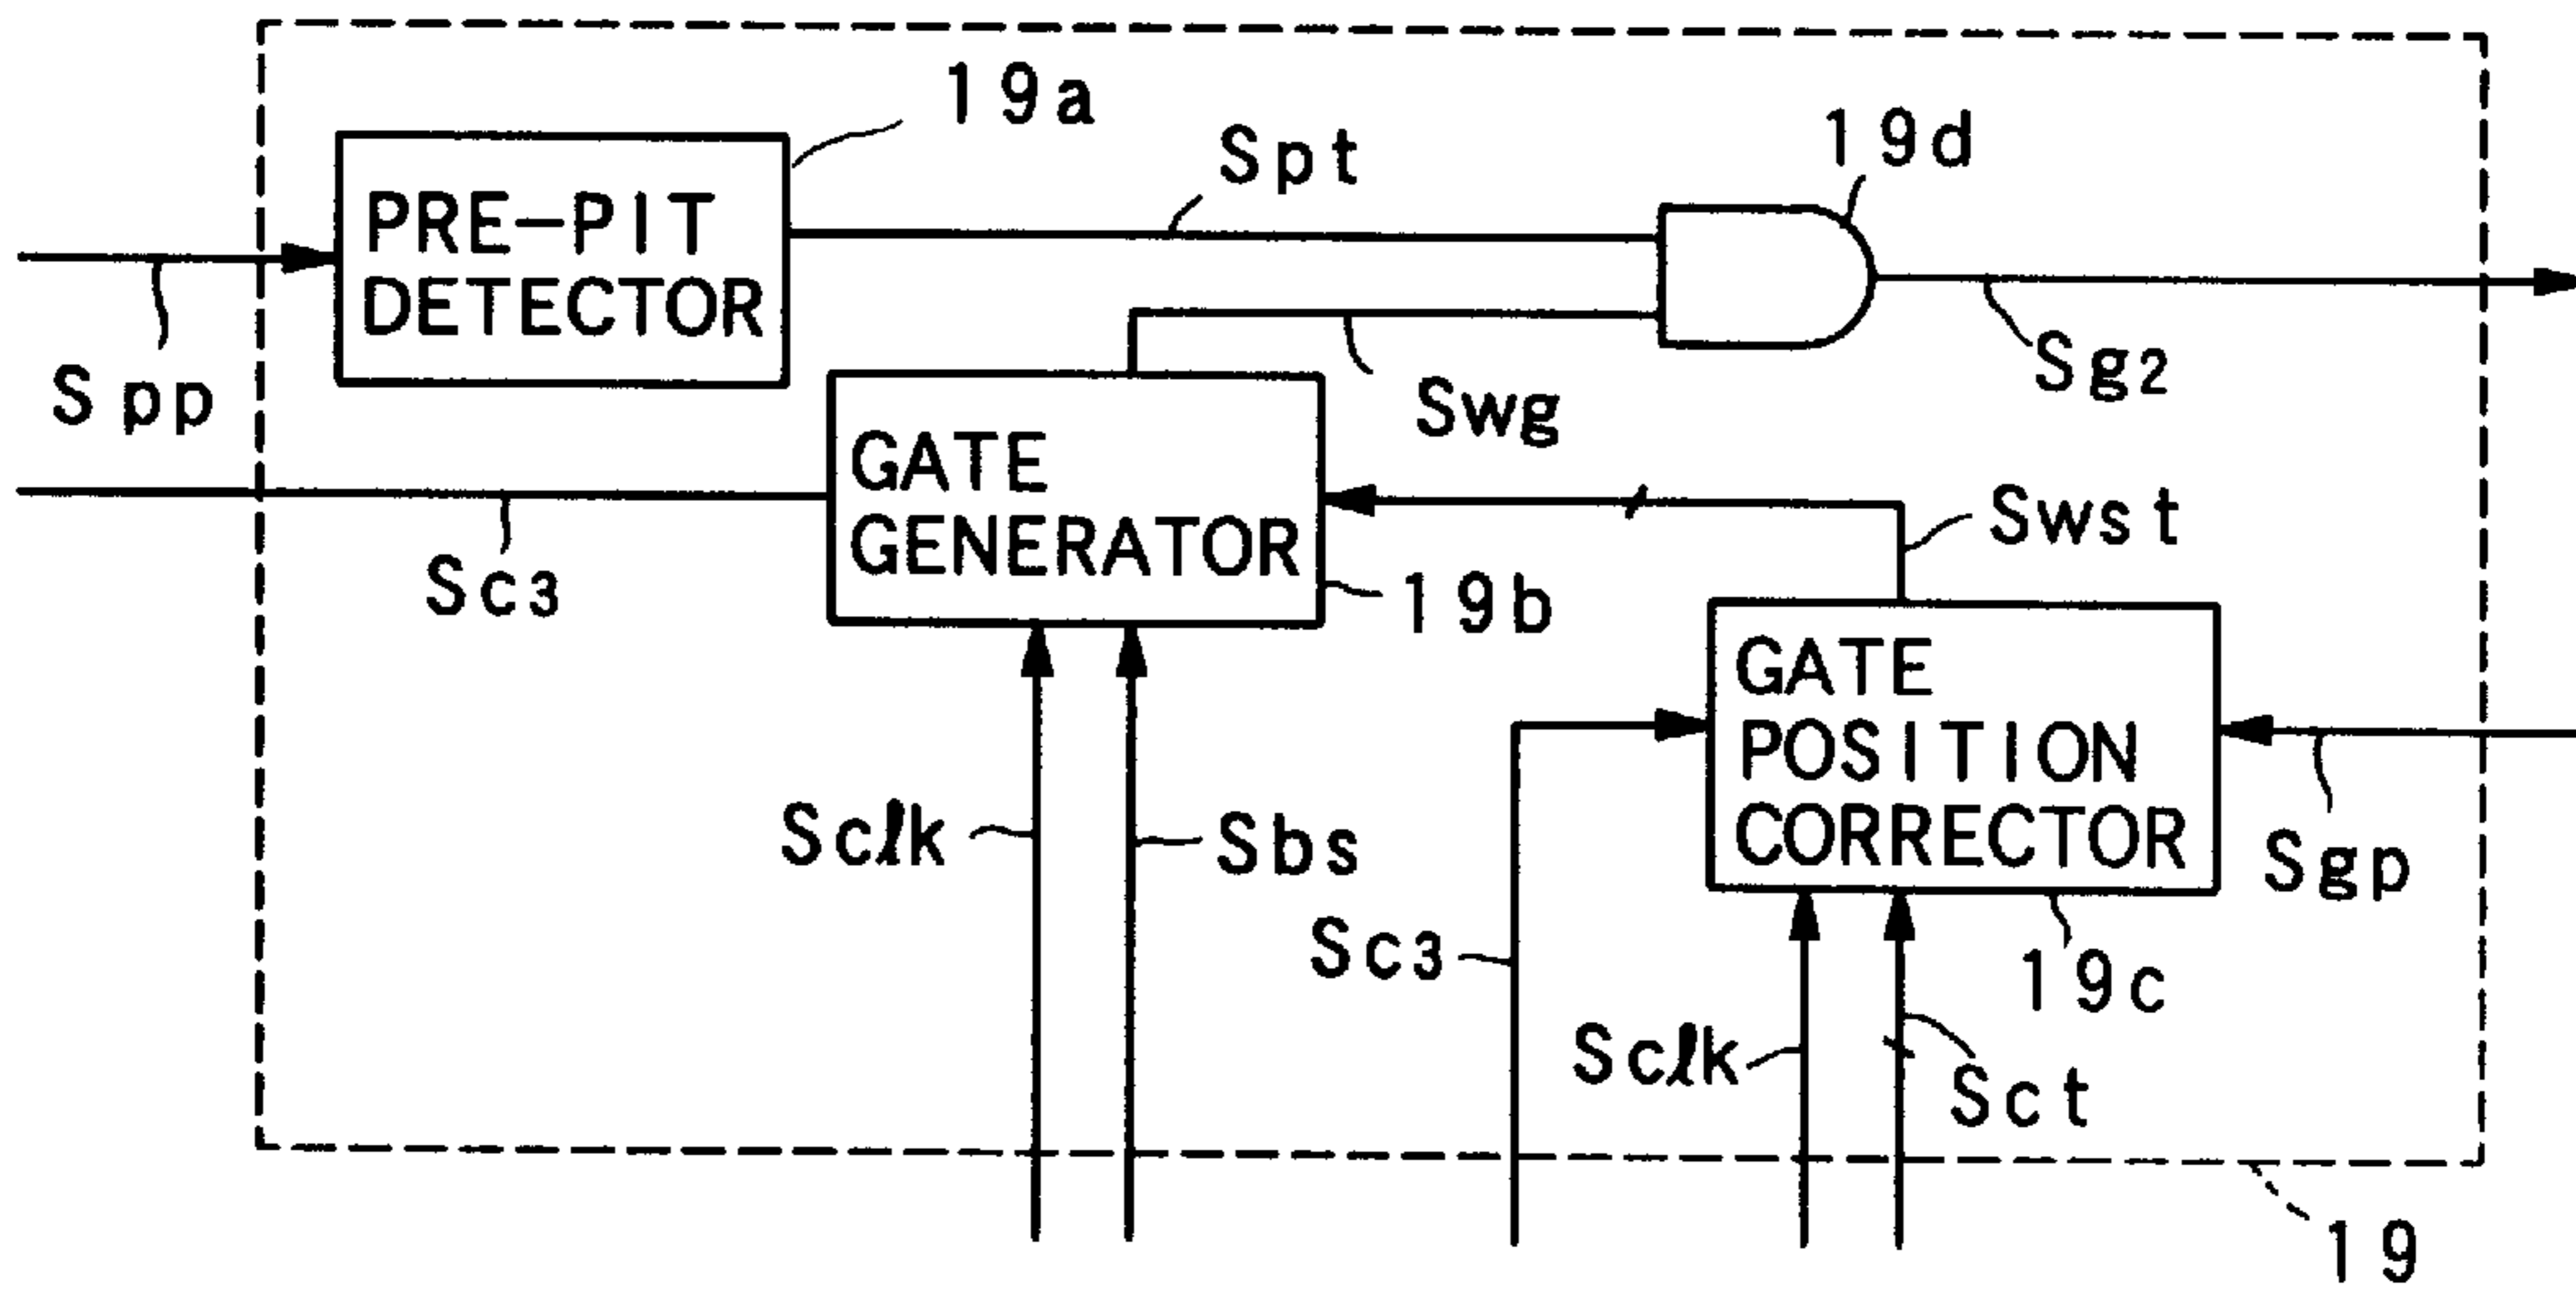 19a
PRE-PIT
DETECTOR
Spt
19d
Spp
Swg
Sg2
GATE
GENERATOR
Sc3
19b
Swst
GATE
POSITION
CORRECTOR
Sclk
Sbs
Sgp
Sc3
19c
Sclk
Sct
19